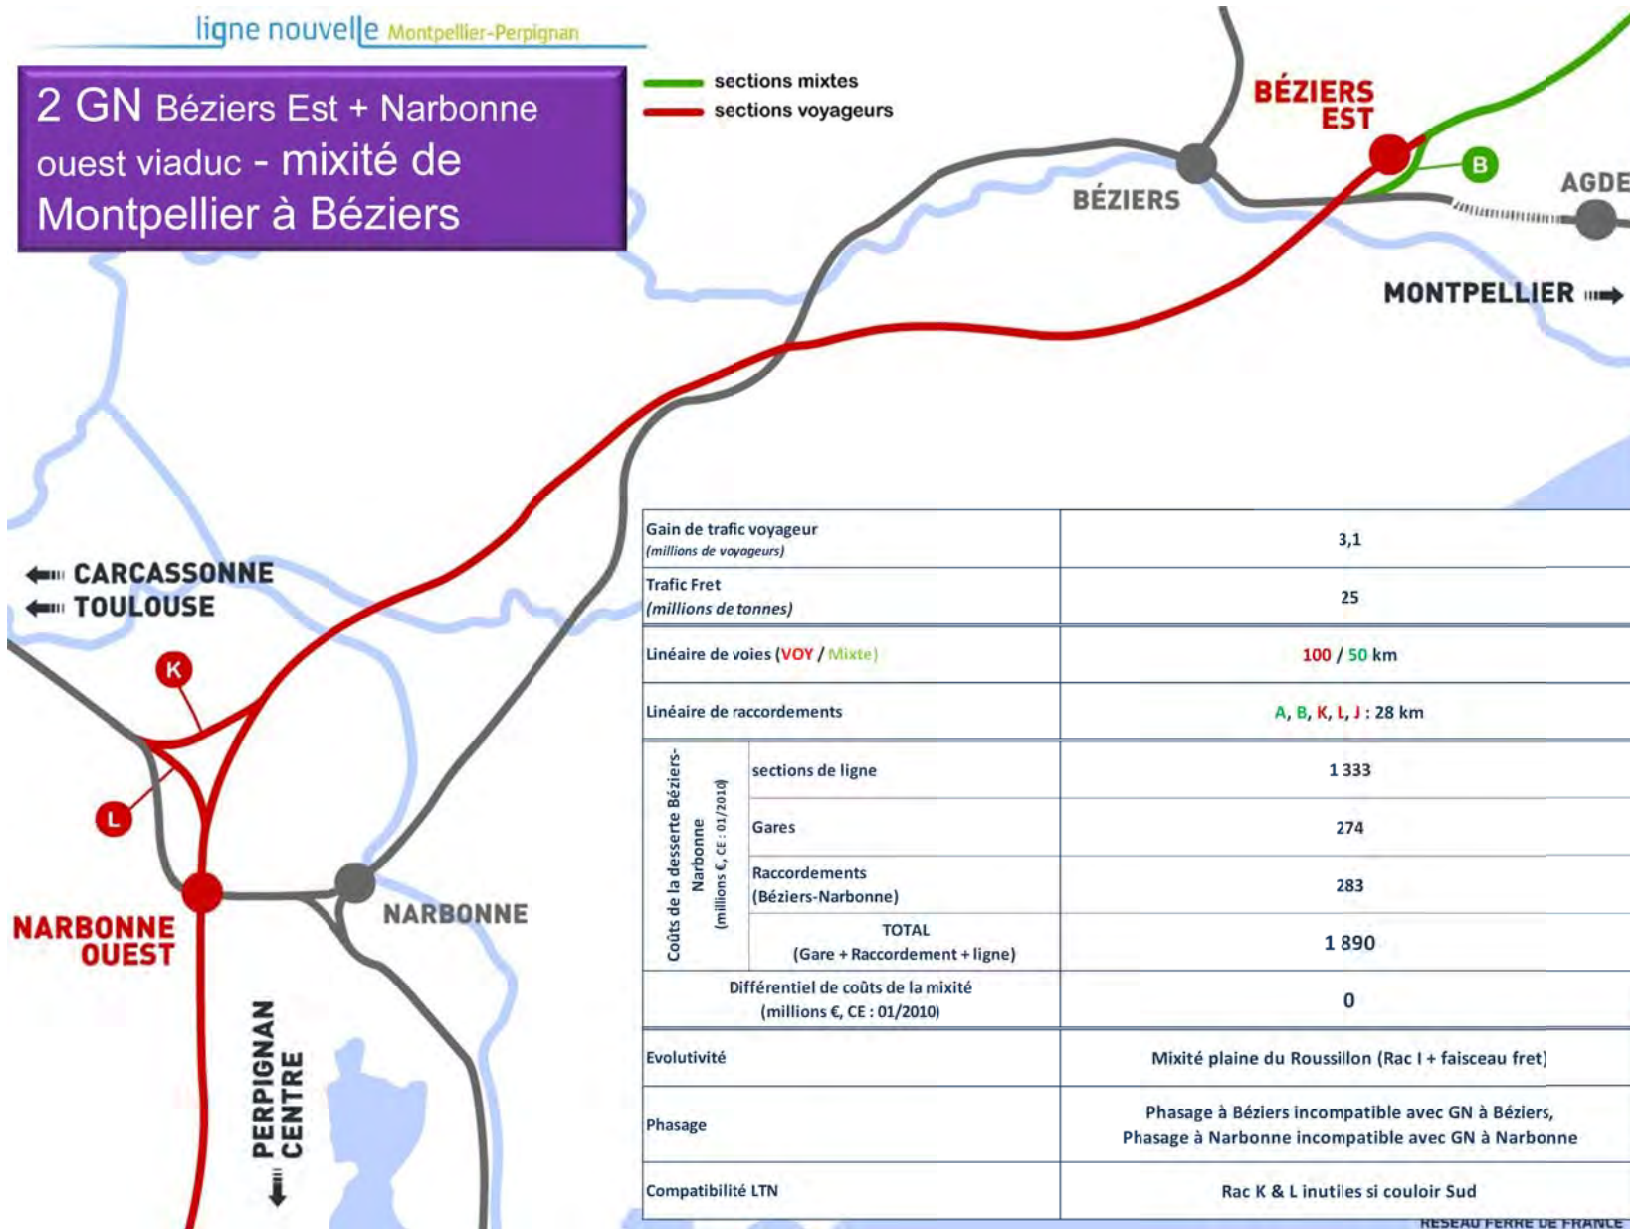 ligne nouvelle Montpellier-Perpignan
2 GN Béziers Est + Narbonne
ouest viaduc - mixité de
Montpellier à Béziers
sections mixtes
sections voyageurs
BÉZIERS
EST
B
BÉZIERS
AGDE
MONTPELLIER
CARCASSONNE
TOULOUSE
K
L
NARBONNE
OUEST
NARBONNE
PERPIGNAN
CENTRE
Gain de trafic voyageur
(millions de voyageurs)
3,1
Trafic Fret
(millions de tonnes)
25
Linéaire de voies (VOY / Mixte)
100 / 50 km
Linéaire de raccordements
A, B, K, L, J : 28 km
Coûts de la desserte Béziers-
Narbonne
(millions €, CE : 01/2010)
sections de ligne
1 333
Gares
274
Raccordements
(Béziers-Narbonne)
283
TOTAL
(Gare + Raccordement + ligne)
1 890
Différentiel de coûts de la mixité
(millions €, CE : 01/2010)
0
Evolutivité
Mixité plaine du Roussillon (Rac I + faisceau fret)
Phasage
Phasage à Béziers incompatible avec GN à Béziers,
Phasage à Narbonne incompatible avec GN à Narbonne
Compatibilité LTN
Rac K & L inutiles si couloir Sud
RESEAU FERRE DE FRANCE